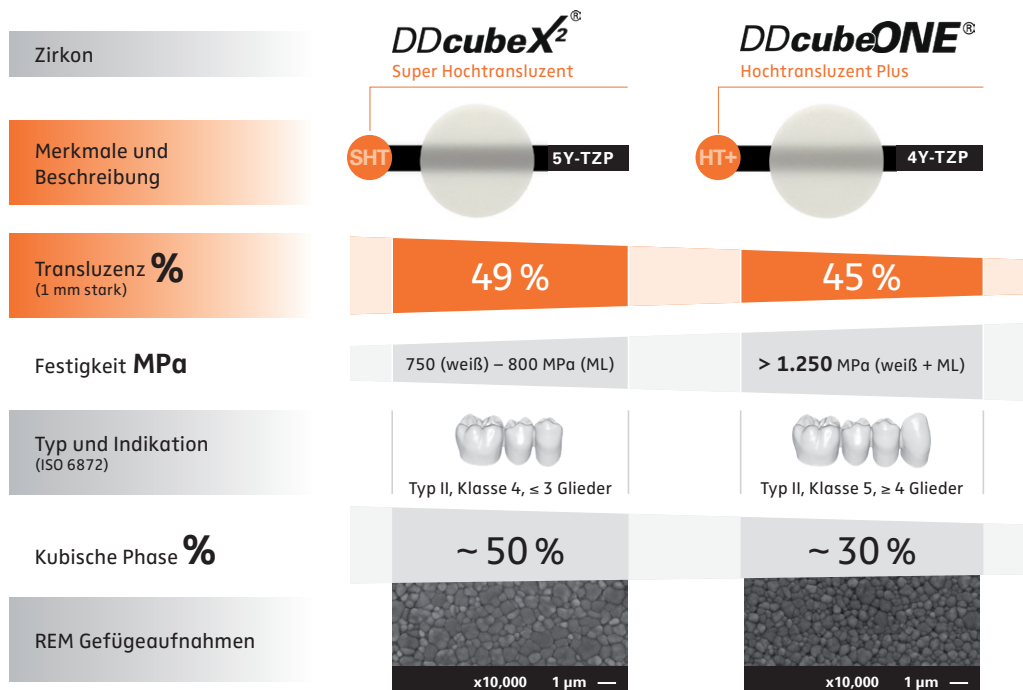 Zirkon
DDcubeX²®
Super Hochtransluzent
DDcubeONE®
Hochtransluzent Plus
Merkmale und
Beschreibung
SHT
5Y-TZP
HT+
4Y-TZP
Transluzenz %
(1 mm stark)
49 %
45 %
Festigkeit MPa
750 (weiß) – 800 MPa (ML)
> 1.250 MPa (weiß + ML)
Typ und Indikation
(ISO 6872)
Typ II, Klasse 4, ≤ 3 Glieder
Typ II, Klasse 5, ≥ 4 Glieder
Kubische Phase %
~ 50 %
~ 30 %
REM Gefügeaufnahmen
x10,000 1 µm
x10,000 1 µm